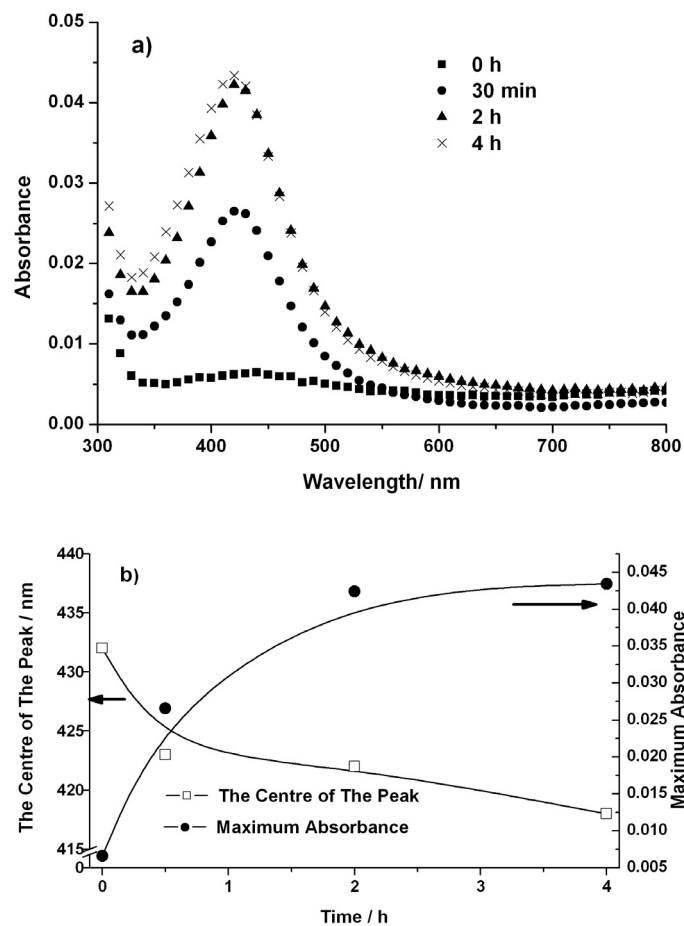 a)
0 h
30 min
2 h
4 h
0.05
0.04
0.03
0.02
0.01
0.00
Absorbance
300 400 500 600 700 800
Wavelength/ nm
b)
440
435
430
425
420
415
0
The Centre of The Peak / nm
0.045
0.040
0.035
0.030
0.025
0.020
0.015
0.010
0.005
Maximum Absorbance
The Centre of The Peak
Maximum Absorbance
0 1 2 3 4
Time / h